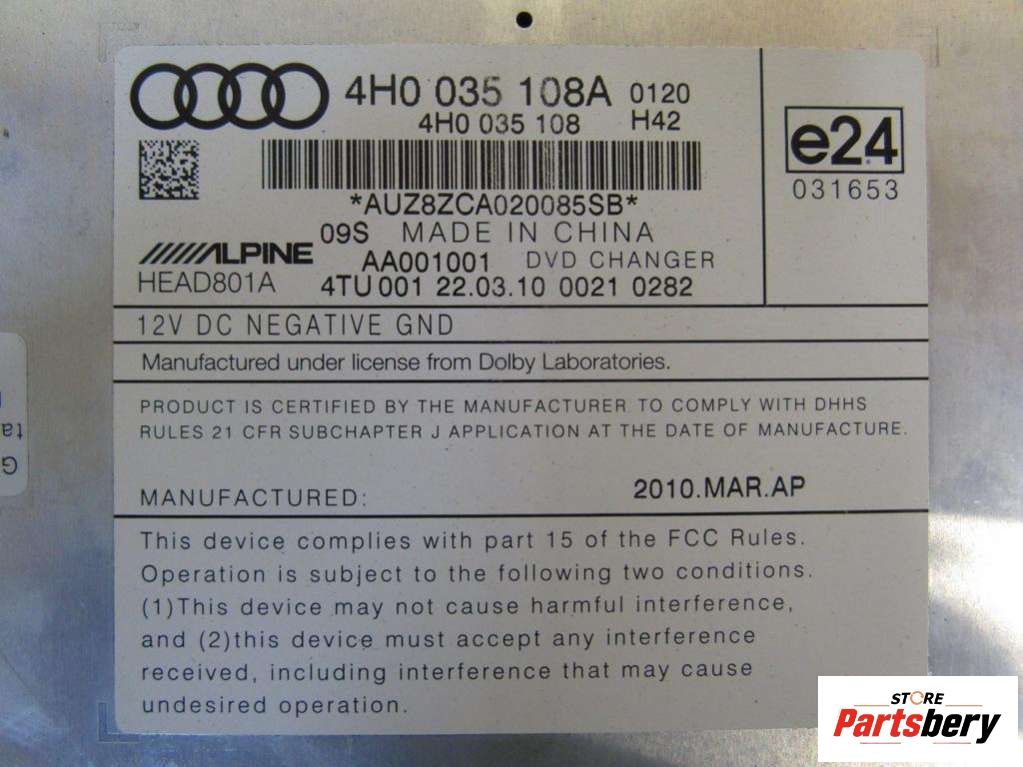 4H0 035 108A 0120
4H0 035 108 H42
e24
031653
*AUZ8ZCA020085SB*
09S MADE IN CHINA
ALPINE AA001001 DVD CHANGER
HEAD801A 4TU 001 22.03.10 0021 0282
12V DC NEGATIVE GND
Manufactured under license from Dolby Laboratories.
PRODUCT IS CERTIFIED BY THE MANUFACTURER TO COMPLY WITH DHHS
RULES 21 CFR SUBCHAPTER J APPLICATION AT THE DATE OF MANUFACTURE.
MANUFACTURED: 2010.MAR.AP
This device complies with part 15 of the FCC Rules.
Operation is subject to the following two conditions.
(1)This device may not cause harmful interference,
and (2)this device must accept any interference
received, including interference that may cause
undesired operation.
STORE
Partsbery